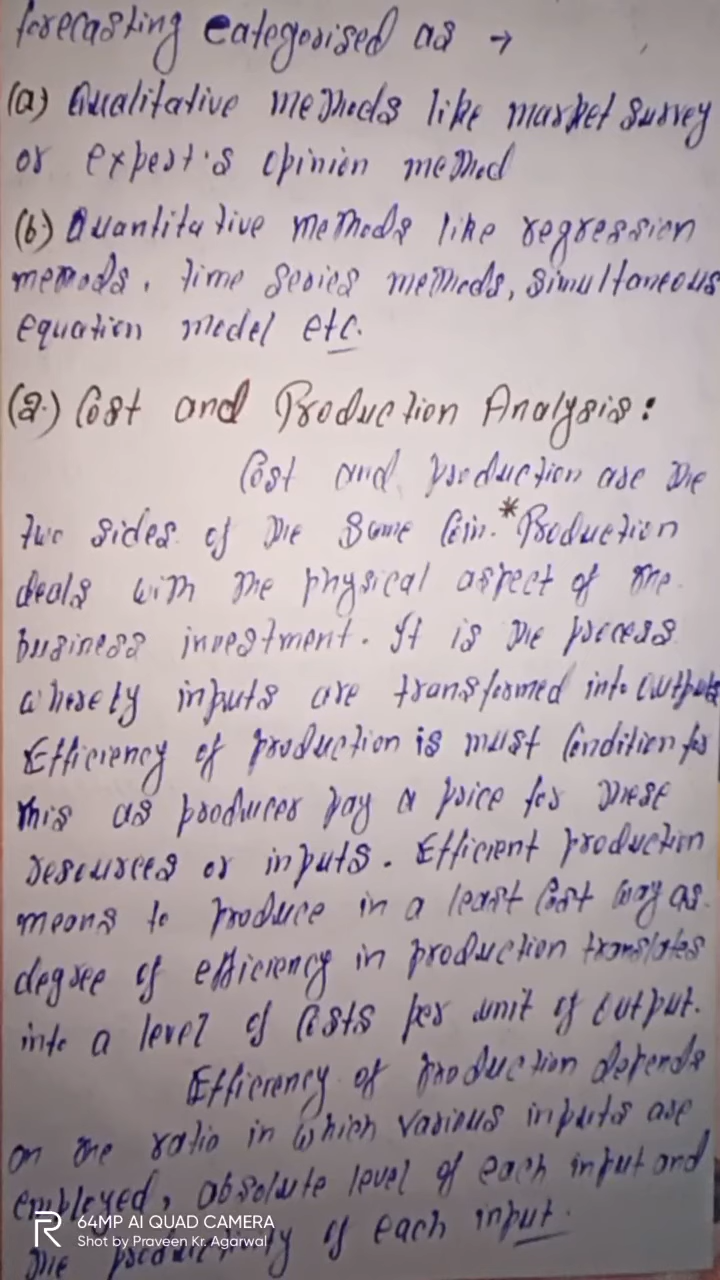 forecasting categorised as →
(a) Qualitative methods like market survey
or expert's opinion method
(b) Quantitative methods like regression
methods, time series methods, simultaneous
equation model etc.
(2.) Cost and Production Analysis:
Cost and production are the
two sides of the same coin. *Production
deals with the physical aspect of the
business investment. It is the process
whereby inputs are transformed into outputs
Efficiency of production is must condition for
this as producer pay a price for these
resources or inputs. Efficient production
means to produce in a least cost way as
degree of efficiency in production translates
into a level of costs per unit of output.
Efficiency of production depends
on the ratio in which various inputs are
employed, absolute level of each input and
the productivity of each input.
64MP AI QUAD CAMERA
Shot by Praveen Kr. Agarwal